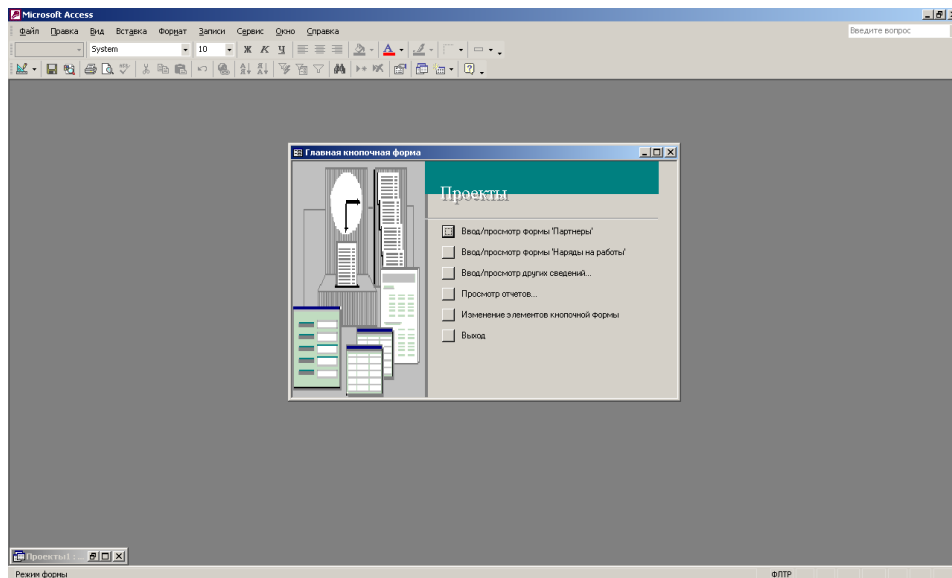 Microsoft Access
Файл Правка Вид Вставка Формат Записи Сервис Окно Справка
Введите вопрос
System 10 Ж К Ч
Главная кнопочная форма
Проекты
Ввод/просмотр формы 'Партнеры'
Ввод/просмотр формы 'Наряды на работы'
Ввод/просмотр других сведений...
Просмотр отчетов...
Изменение элементов кнопочной формы
Выход
Проекты1 :...
Режим формы
ФЛТР